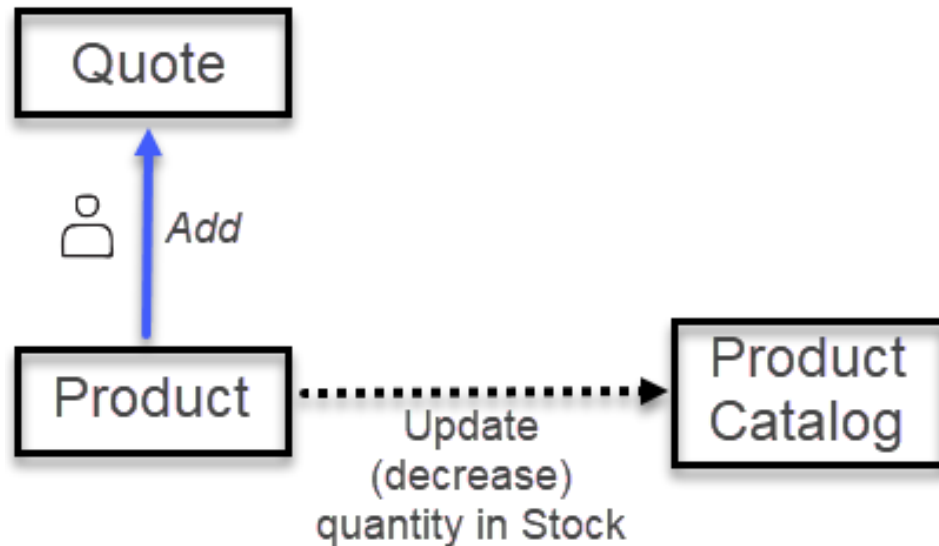 Quote
Add
Product
Update
(decrease)
quantity in Stock
Product
Catalog